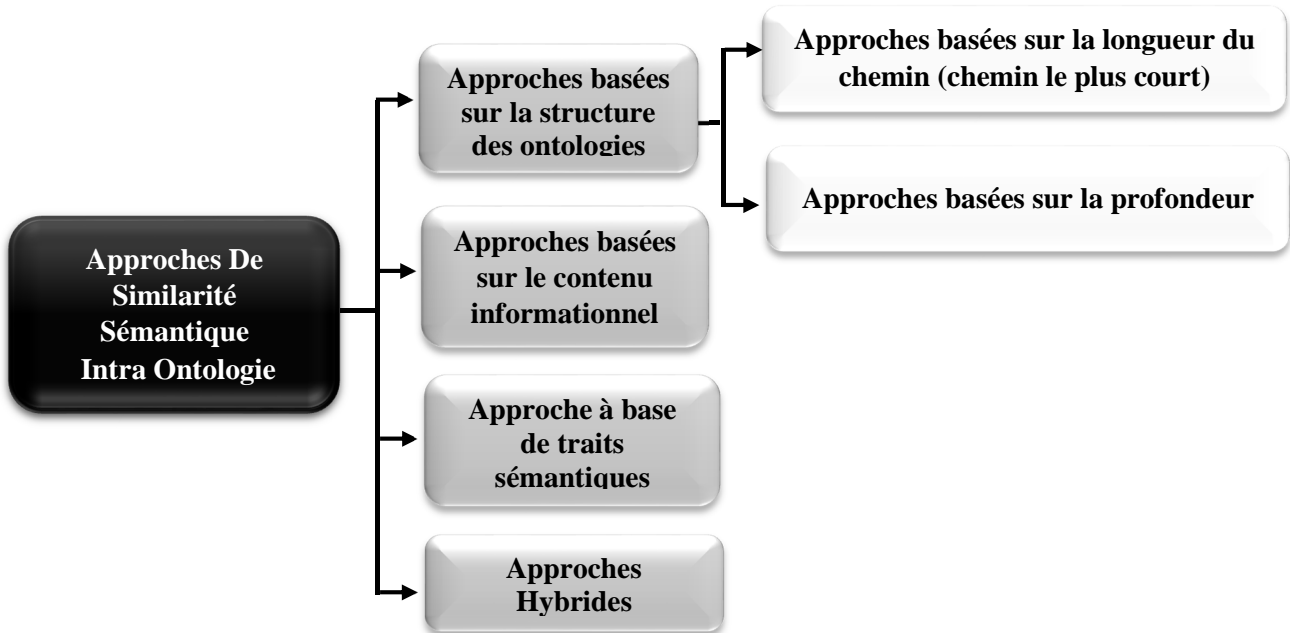 Approches De
Similarité
Sémantique
Intra Ontologie
Approches basées
sur la structure
des ontologies
Approches basées sur la longueur du
chemin (chemin le plus court)
Approches basées sur la profondeur
Approches basées
sur le contenu
informationnel
Approche à base
de traits
sémantiques
Approches
Hybrides